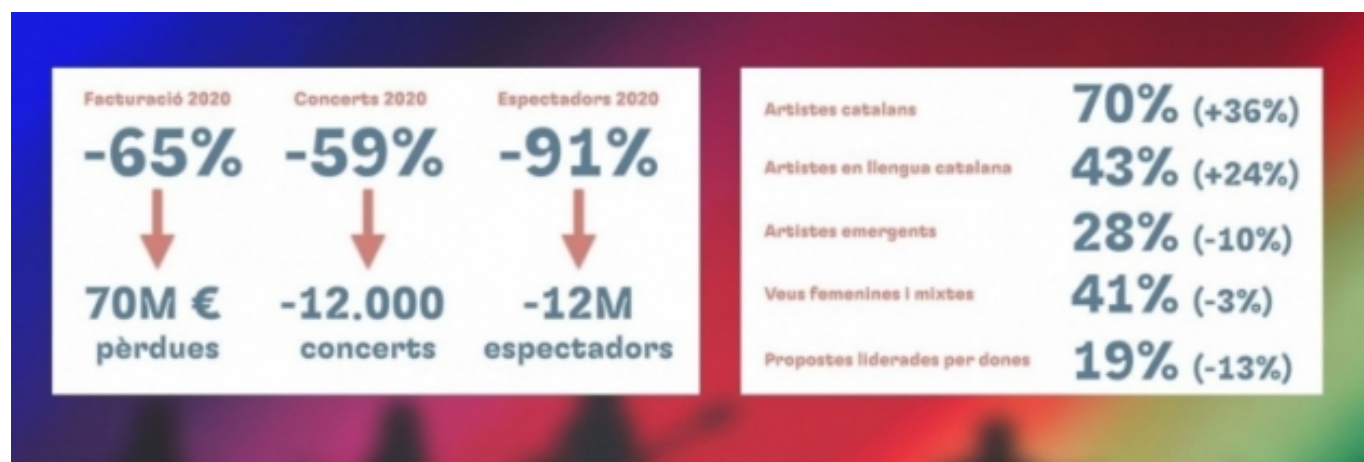 Facturació 2020
-65%
70M €
pèrdues
Concerts 2020
-59%
-12.000
concerts
Espectadors 2020
-91%
-12M
espectadors
Artistes catalans 70% (+36%)
Artistes en llengua catalana 43% (+24%)
Artistes emergents 28% (-10%)
Veus femenines i mixtes 41% (-3%)
Propostes liderades per dones 19% (-13%)